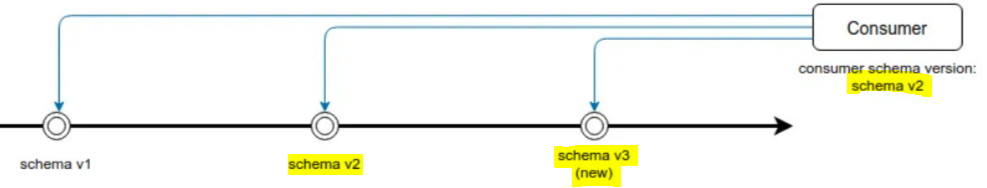 Consumer
consumer schema version:
schema v2
schema v1
schema v2
schema v3
(new)